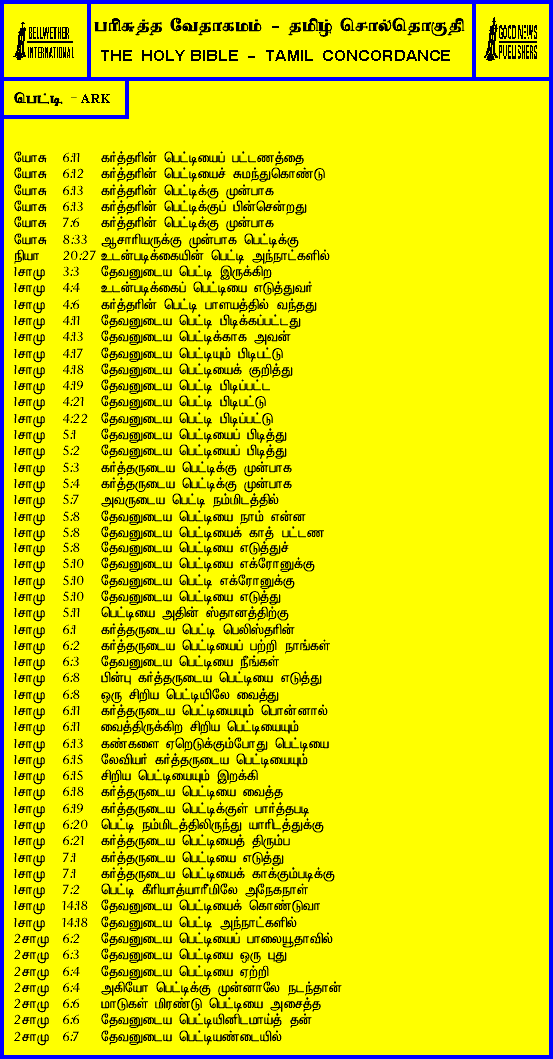 BELLWETHER
INTERNATIONAL
பரிசுத்த வேதாகமம் - தமிழ் சொல்தொகுதி
THE HOLY BIBLE - TAMIL CONCORDANCE
GOOD NEWS
PUBLISHERS
பெட்டி - ARK
யோசு 6:11 கர்த்தரின் பெட்டியைப் பட்டணத்தை
யோசு 6:12 கர்த்தரின் பெட்டியைச் சுமந்துகொண்டு
யோசு 6:13 கர்த்தரின் பெட்டிக்கு முன்பாக
யோசு 6:13 கர்த்தரின் பெட்டிக்குப் பின்சென்றது
யோசு 7:6 கர்த்தரின் பெட்டிக்கு முன்பாக
யோசு 8:33 ஆசாரியருக்கு முன்பாக பெட்டிக்கு
நியா 20:27 உடன்படிக்கையின் பெட்டி அந்நாட்களில்
1சாமு 3:3 தேவனுடைய பெட்டி இருக்கிற
1சாமு 4:4 உடன்படிக்கைப் பெட்டியை எடுத்துவர்
1சாமு 4:6 கர்த்தரின் பெட்டி பாளயத்தில் வந்தது
1சாமு 4:11 தேவனுடைய பெட்டி பிடிக்கப்பட்டது
1சாமு 4:13 தேவனுடைய பெட்டிக்காக அவன்
1சாமு 4:17 தேவனுடைய பெட்டியும் பிடிபட்டு
1சாமு 4:18 தேவனுடைய பெட்டியைக் குறித்து
1சாமு 4:19 தேவனுடைய பெட்டி பிடிப்பட்ட
1சாமு 4:21 தேவனுடைய பெட்டி பிடிபட்டு
1சாமு 4:22 தேவனுடைய பெட்டி பிடிப்பட்டு
1சாமு 5:1 தேவனுடைய பெட்டியைப் பிடித்து
1சாமு 5:2 தேவனுடைய பெட்டியைப் பிடித்து
1சாமு 5:3 கர்த்தருடைய பெட்டிக்கு முன்பாக
1சாமு 5:4 கர்த்தருடைய பெட்டிக்கு முன்பாக
1சாமு 5:7 அவருடைய பெட்டி நம்மிடத்தில்
1சாமு 5:8 தேவனுடைய பெட்டியை நாம் என்ன
1சாமு 5:8 தேவனுடைய பெட்டியைக் காத் பட்டண
1சாமு 5:8 தேவனுடைய பெட்டியை எடுத்துச்
1சாமு 5:10 தேவனுடைய பெட்டியை எக்ரோனுக்கு
1சாமு 5:10 தேவனுடைய பெட்டி எக்ரோனுக்கு
1சாமு 5:10 தேவனுடைய பெட்டியை எடுத்து
1சாமு 5:11 பெட்டியை அதின் ஸ்தானத்திற்கு
1சாமு 6:1 கர்த்தருடைய பெட்டி பெலிஸ்தரின்
1சாமு 6:2 கர்த்தருடைய பெட்டியைப் பற்றி நாங்கள்
1சாமு 6:3 தேவனுடைய பெட்டியை நீங்கள்
1சாமு 6:8 பின்பு கர்த்தருடைய பெட்டியை எடுத்து
1சாமு 6:8 ஒரு சிறிய பெட்டியிலே வைத்து
1சாமு 6:11 கர்த்தருடைய பெட்டியையும் பொன்னால்
1சாமு 6:11 வைத்திருக்கிற சிறிய பெட்டியையும்
1சாமு 6:13 கண்களை ஏறெடுக்கும்போது பெட்டியை
1சாமு 6:15 லேவியர் கர்த்தருடைய பெட்டியையும்
1சாமு 6:15 சிறிய பெட்டியையும் இறக்கி
1சாமு 6:18 கர்த்தருடைய பெட்டியை வைத்த
1சாமு 6:19 கர்த்தருடைய பெட்டிக்குள் பார்த்தபடி
1சாமு 6:20 பெட்டி நம்மிடத்திலிருந்து யாரிடத்துக்கு
1சாமு 6:21 கர்த்தருடைய பெட்டியைத் திரும்ப
1சாமு 7:1 கர்த்தருடைய பெட்டியை எடுத்து
1சாமு 7:1 கர்த்தருடைய பெட்டியைக் காக்கும்படிக்கு
1சாமு 7:2 பெட்டி கீரியாத்யாரீமிலே அநேகநாள்
1சாமு 14:18 தேவனுடைய பெட்டியைக் கொண்டுவா
1சாமு 14:18 தேவனுடைய பெட்டி அந்நாட்களில்
2சாமு 6:2 தேவனுடைய பெட்டியைப் பாலையூதாவில்
2சாமு 6:3 தேவனுடைய பெட்டியை ஒரு புது
2சாமு 6:4 தேவனுடைய பெட்டியை ஏற்றி
2சாமு 6:4 அகியோ பெட்டிக்கு முன்னாலே நடந்தான்
2சாமு 6:6 மாடுகள் மிரண்டு பெட்டியை அசைத்த
2சாமு 6:6 தேவனுடைய பெட்டியினிடமாய்த் தன்
2சாமு 6:7 தேவனுடைய பெட்டியண்டையில்